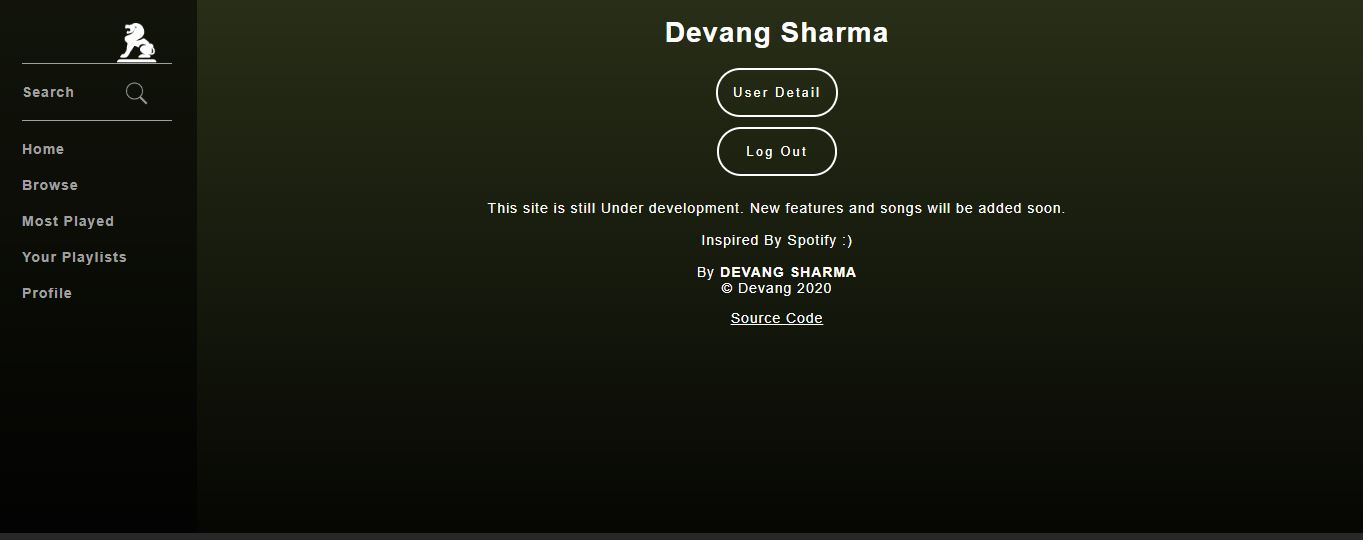 Search
Home
Browse
Most Played
Your Playlists
Profile
Devang Sharma
User Detail
Log Out
This site is still Under development. New features and songs will be added soon.
Inspired By Spotify :)
By DEVANG SHARMA
© Devang 2020
Source Code